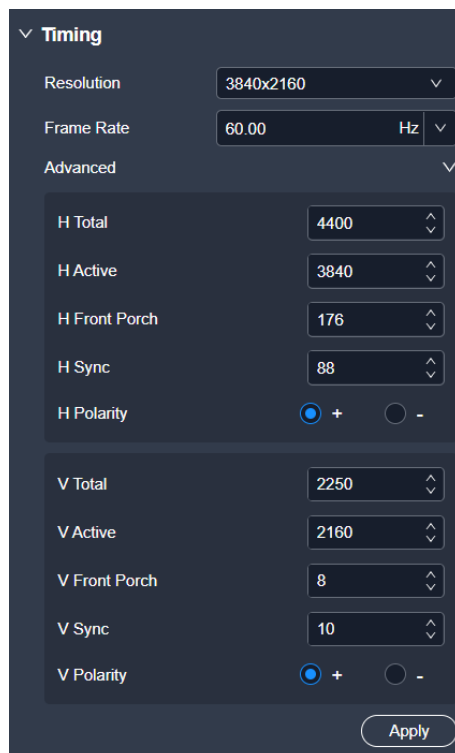 Timing
Resolution 3840x2160
Frame Rate 60.00 Hz
Advanced
H Total 4400
H Active 3840
H Front Porch 176
H Sync 88
H Polarity + -
V Total 2250
V Active 2160
V Front Porch 8
V Sync 10
V Polarity + -
Apply